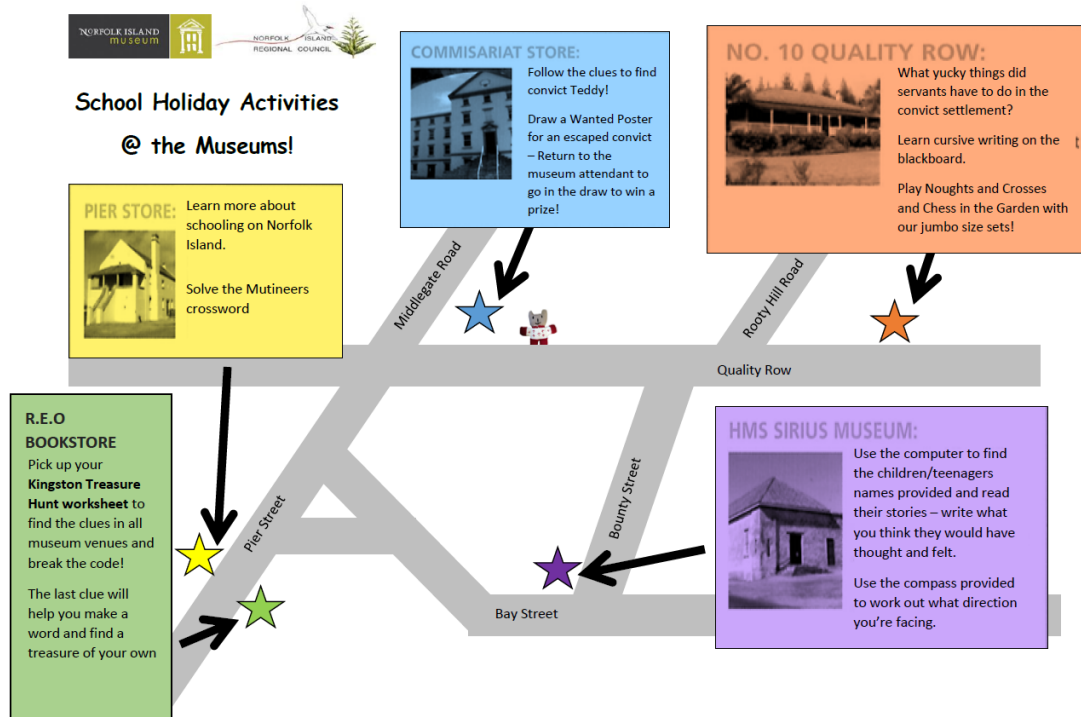 NORFOLK ISLAND
museum
NORFOLK ISLAND
REGIONAL COUNCIL
School Holiday Activities
@ the Museums!
COMMISARIAT STORE:
Follow the clues to find
convict Teddy!
Draw a Wanted Poster
for an escaped convict
– Return to the
museum attendant to
go in the draw to win a
prize!
NO. 10 QUALITY ROW:
What yucky things did
servants have to do in the
convict settlement?
Learn cursive writing on the
blackboard.
t
Play Noughts and Crosses
and Chess in the Garden with
our jumbo size sets!
PIER STORE:
Learn more about
schooling on Norfolk
Island.
Solve the Mutineers
crossword
Middlegate Road
Rooty Hill Road
Quality Row
R.E.O
BOOKSTORE
Pick up your
Kingston Treasure
Hunt worksheet to
find the clues in all
museum venues and
break the code!
The last clue will
help you make a
word and find a
treasure of your own
Pier Street
Bounty Street
Bay Street
HMS SIRIUS MUSEUM:
Use the computer to find
the children/teenagers
names provided and read
their stories – write what
you think they would have
thought and felt.
Use the compass provided
to work out what direction
you're facing.